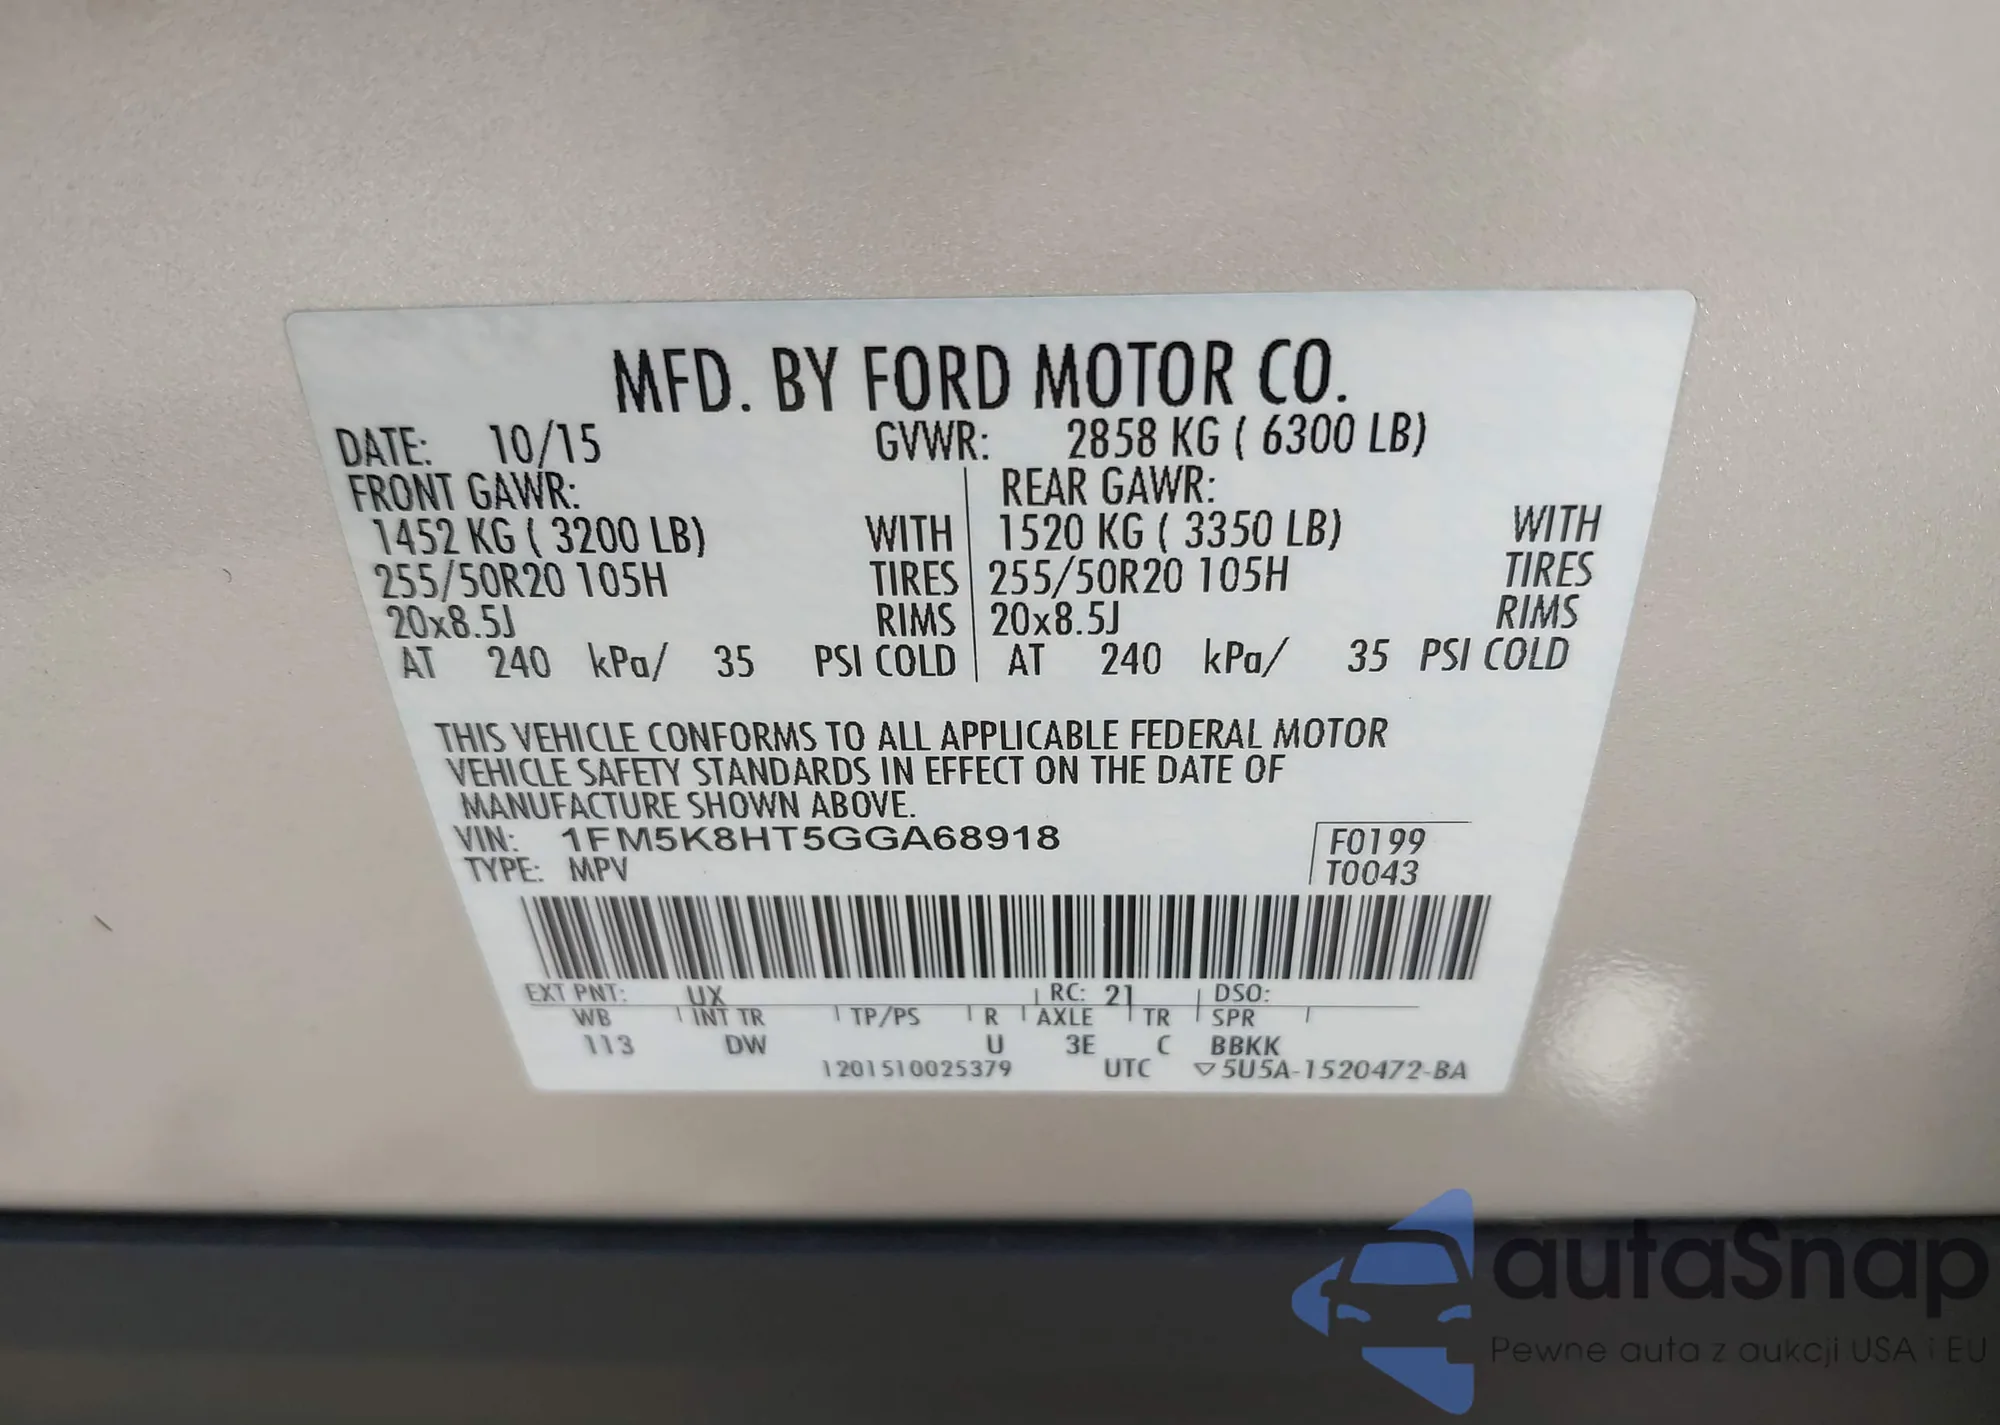 MFD. BY FORD MOTOR CO.
DATE: 10/15 GVWR: 2858 KG ( 6300 LB)
FRONT GAWR: REAR GAWR:
1452 KG ( 3200 LB) WITH 1520 KG ( 3350 LB) WITH
255/50R20 105H TIRES 255/50R20 105H TIRES
20x8.5J RIMS 20x8.5J RIMS
AT 240 kPa/ 35 PSI COLD AT 240 kPa/ 35 PSI COLD
THIS VEHICLE CONFORMS TO ALL APPLICABLE FEDERAL MOTOR
VEHICLE SAFETY STANDARDS IN EFFECT ON THE DATE OF
MANUFACTURE SHOWN ABOVE.
VIN: 1FM5K8HT5GGA68918 F0199
TYPE: MPV T0043
EXT PNT: UX RC: 21 DSO:
WB INT TR TP/PS R AXLE TR SPR
113 DW U 3E C BBKK
1201510025379 UTC ▽5U5A-1520472-BA
autaSnap
Pewne auta z aukcji USA i EU